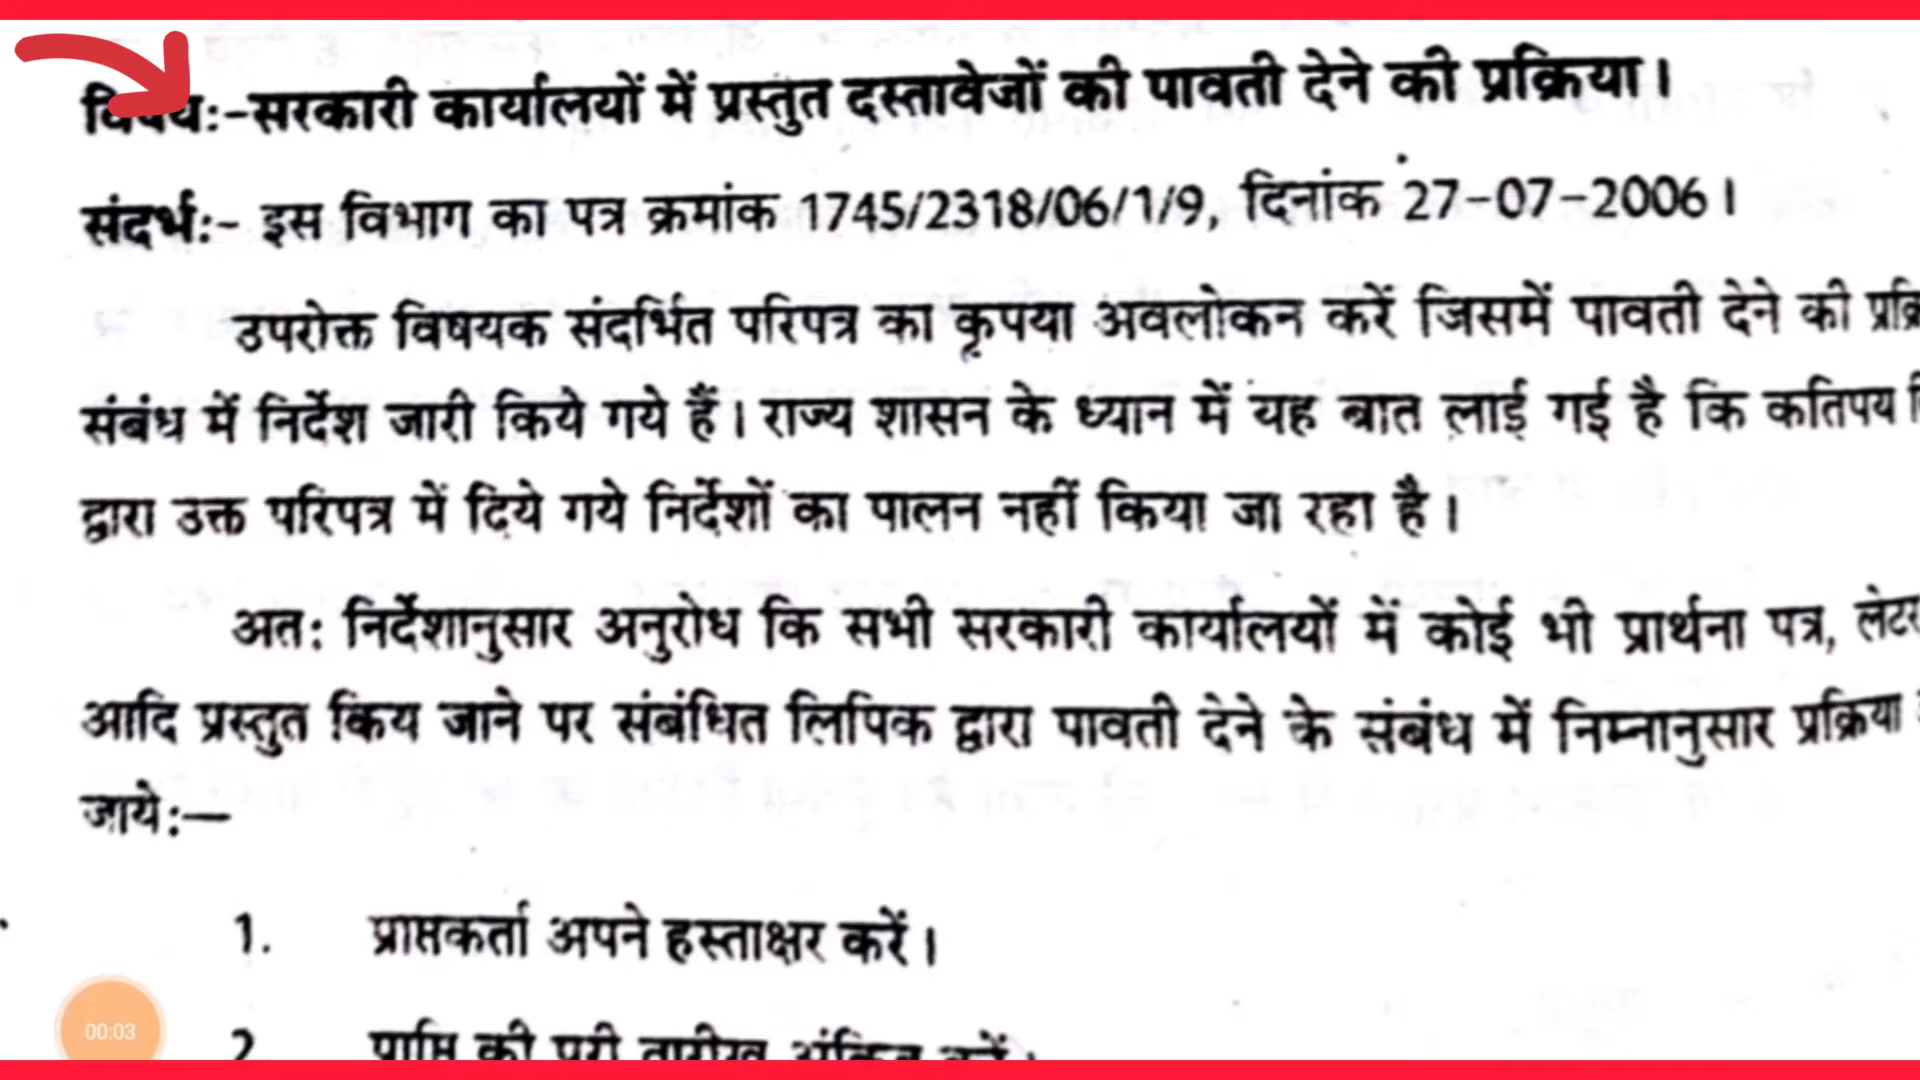 विषय:-सरकारी कार्यालयों में प्रस्तुत दस्तावेजों की पावती देने की प्रक्रिया।
संदर्भ:- इस विभाग का पत्र क्रमांक 1745/2318/06/1/9, दिनांक 27-07-2006।
उपरोक्त विषयक संदर्भित परिपत्र का कृपया अवलोकन करें जिसमें पावती देने की
संबंध में निर्देश जारी किये गये हैं। राज्य शासन के ध्यान में यह बात लाई गई है कि कतिपय
द्वारा उक्त परिपत्र में दिये गये निर्देशों का पालन नहीं किया जा रहा है।
अत: निर्देशानुसार अनुरोध कि सभी सरकारी कार्यालयों में कोई भी प्रार्थना पत्र,
आदि प्रस्तुत किय जाने पर संबंधित लिपिक द्वारा पावती देने के संबंध में निम्नानुसार प्रक्रिया
जाये:—
1. प्राप्तकर्ता अपने हस्ताक्षर करें।
2 प्राप्ति की पूरी तारीख अंकित करें।
00:03